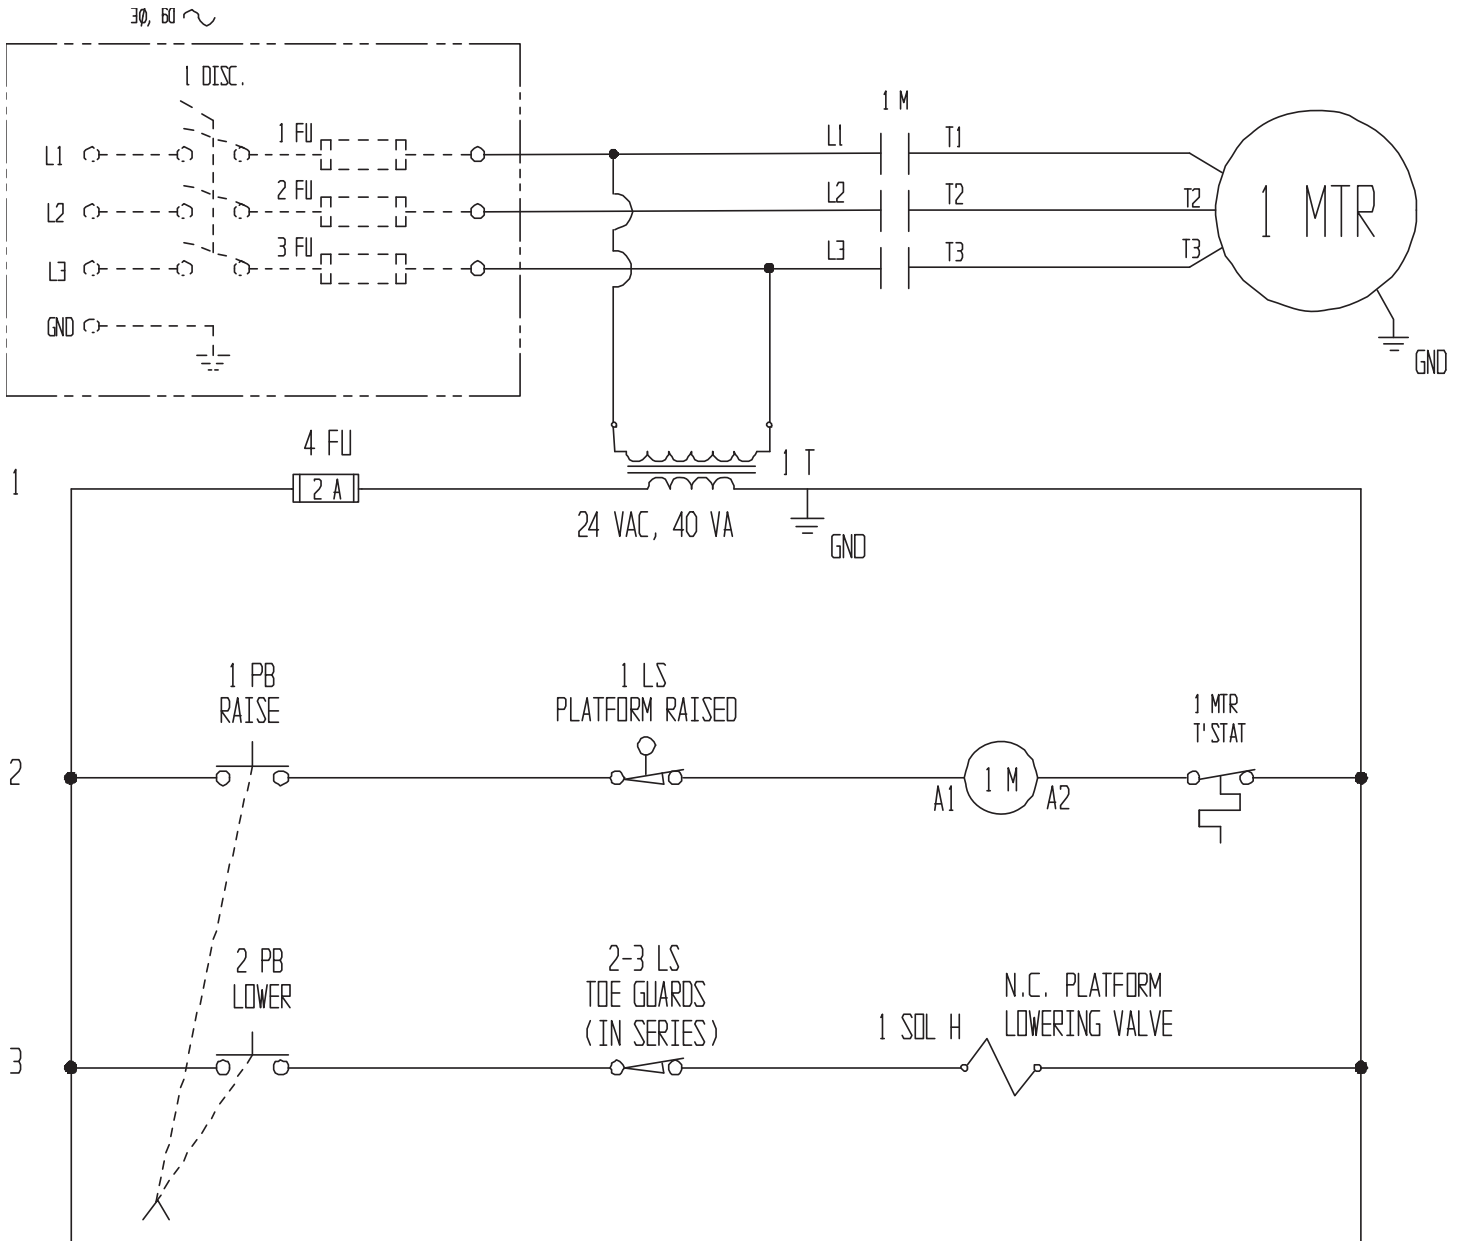 3Ø, 60
1 DISC.
1 M
L1
1 FU
L1
T1
L2
2 FU
L2
T2
T2
1 MTR
L3
3 FU
L3
T3
T3
GND
GND
4 FU
1 T
1
2 A
24 VAC, 40 VA
GND
1 PB
RAISE
1 LS
PLATFORM RAISED
1 MTR
T'STAT
2
A1
1 M
A2
2 PB
LOWER
2-3 LS
TOE GUARDS
(IN SERIES)
1 SOL H
N.C. PLATFORM
LOWERING VALVE
3